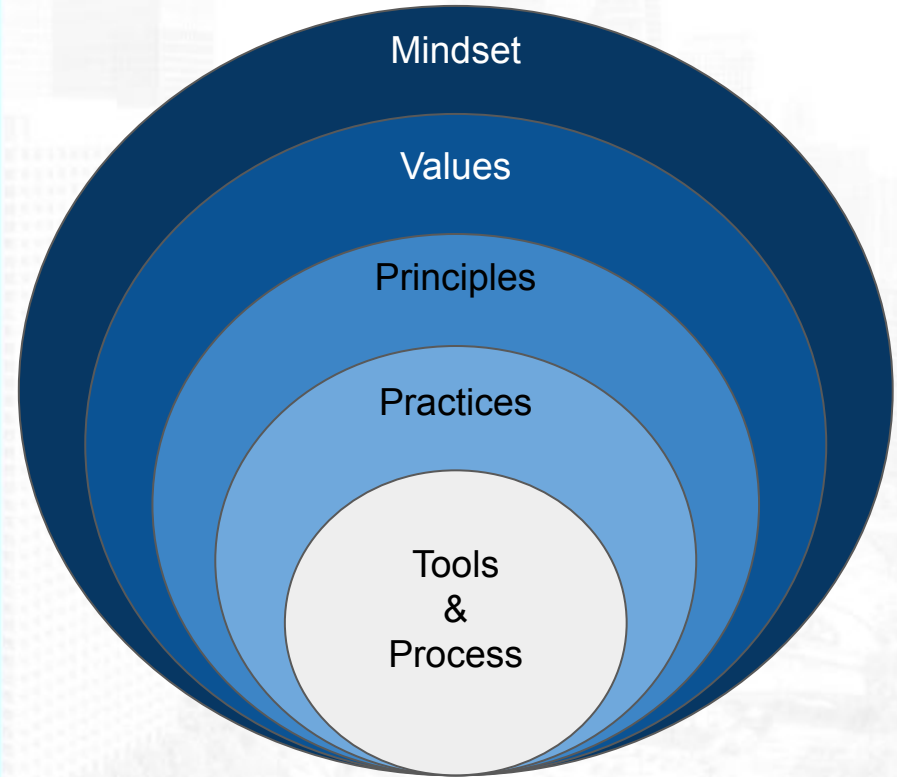 Mindset
Values
Principles
Practices
Tools
&
Process